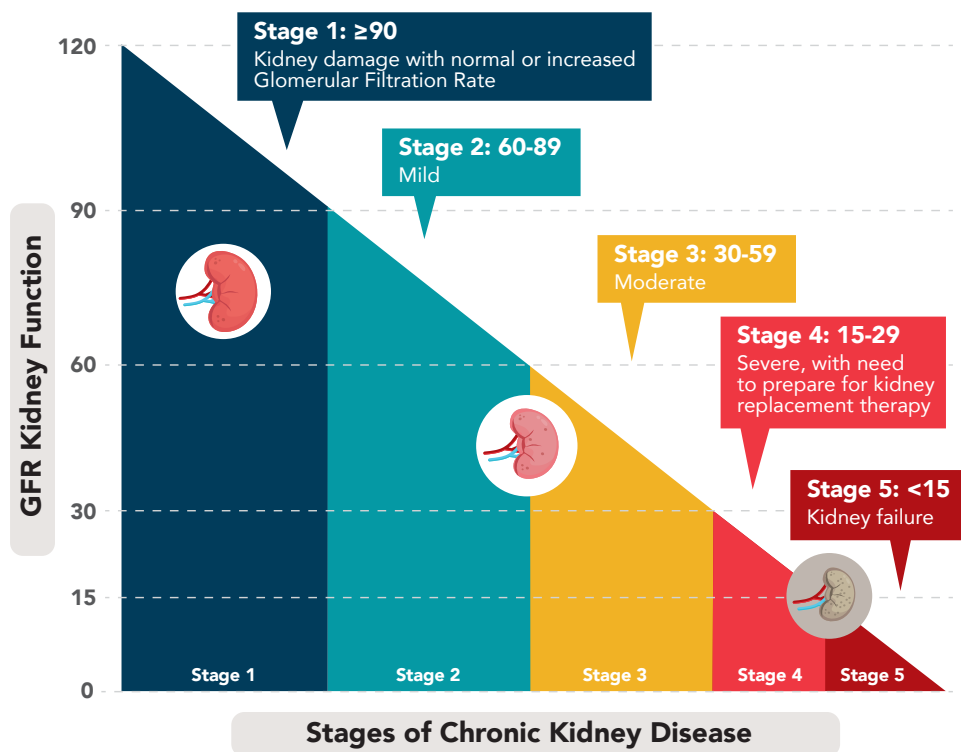 Stage 1: ≥90
Kidney damage with normal or increased
Glomerular Filtration Rate
Stage 2: 60-89
Mild
Stage 3: 30-59
Moderate
Stage 4: 15-29
Severe, with need
to prepare for kidney
replacement therapy
Stage 5: <15
Kidney failure
GFR Kidney Function
120
90
60
30
15
0
Stage 1
Stage 2
Stage 3
Stage 4
Stage 5
Stages of Chronic Kidney Disease